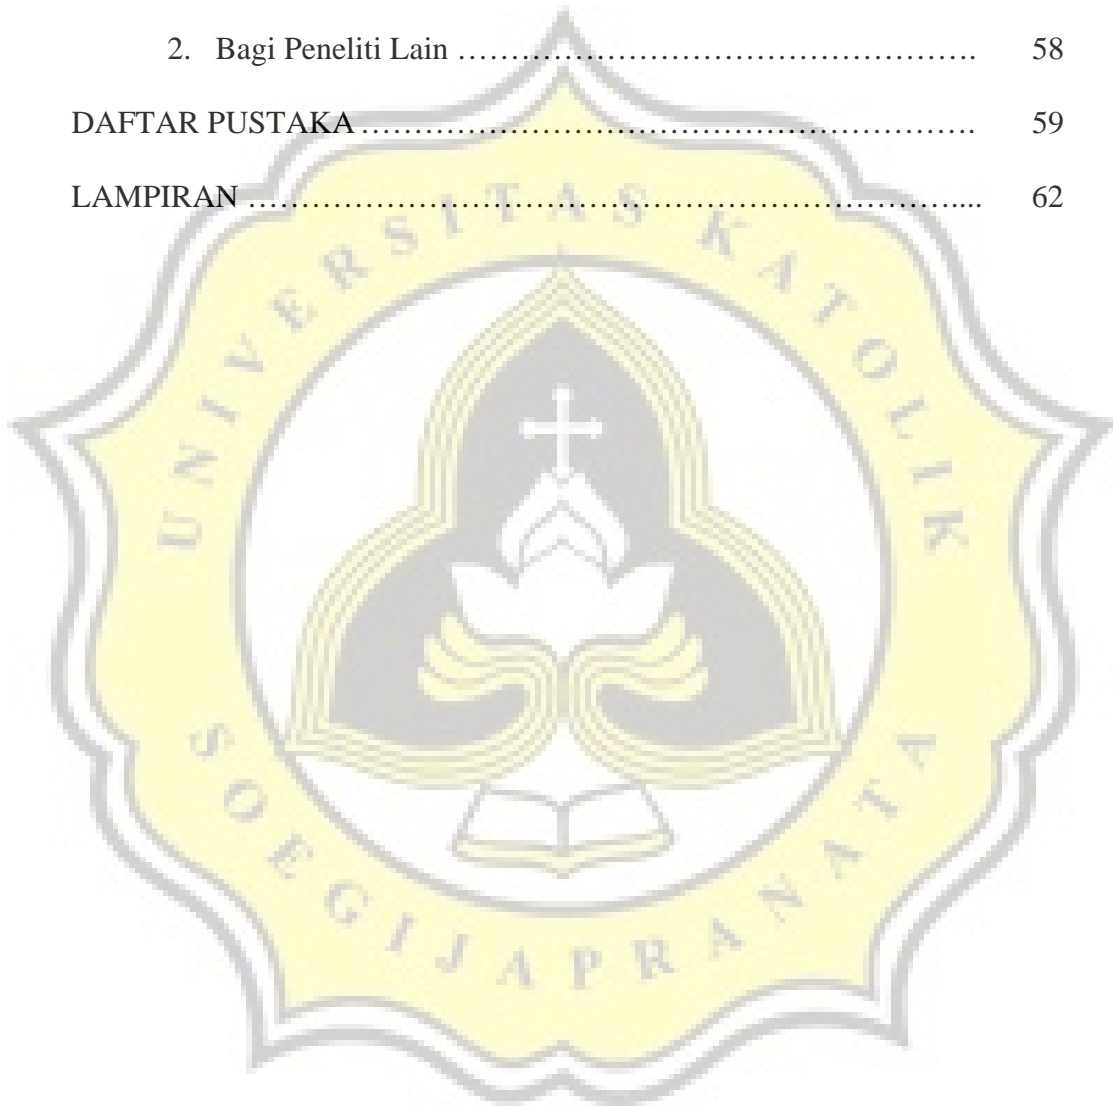 2. Bagi Peneliti Lain …………………………………………. 58
DAFTAR PUSTAKA …………………………………………………. 59
LAMPIRAN …………………………………………………………... 62
UNIVERSITAS KATOLIK
SOEGIJAPRANATA